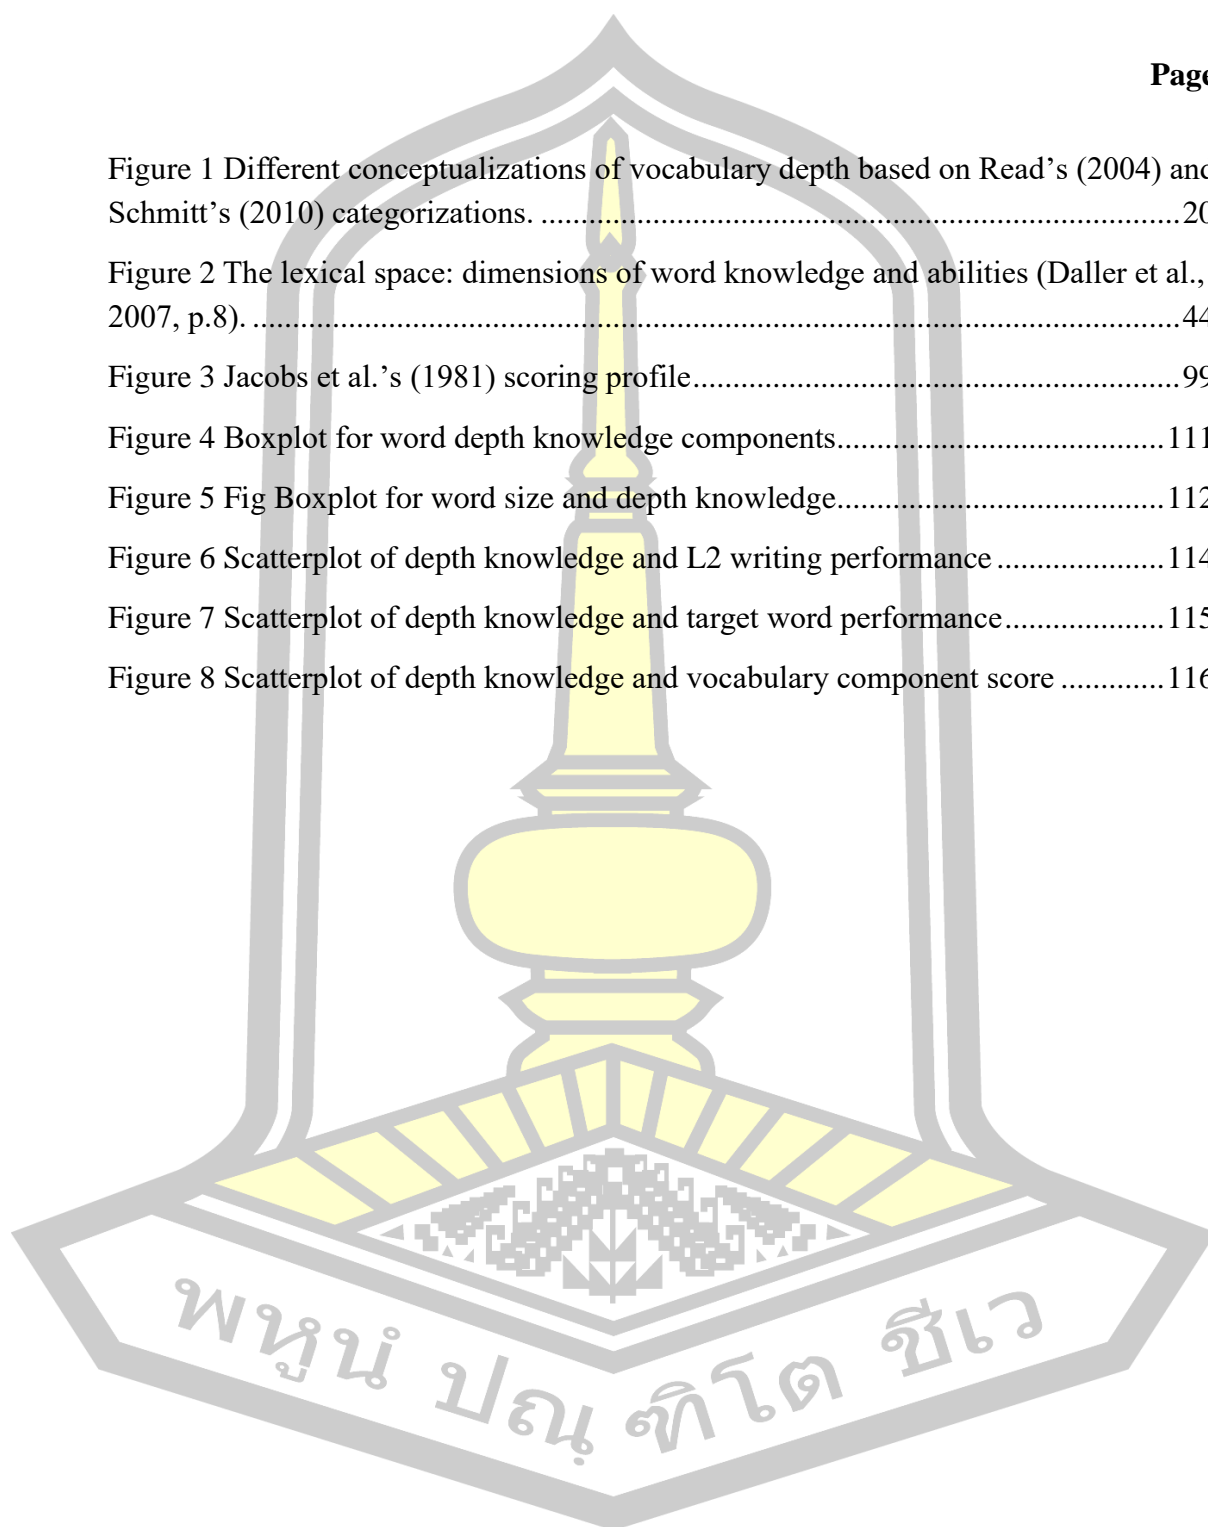 Page
Figure 1 Different conceptualizations of vocabulary depth based on Read’s (2004) and
Schmitt’s (2010) categorizations. ........................................................................................20
Figure 2 The lexical space: dimensions of word knowledge and abilities (Daller et al.,
2007, p.8). ..............................................................................................................................44
Figure 3 Jacobs et al.’s (1981) scoring profile..................................................................99
Figure 4 Boxplot for word depth knowledge components.............................................111
Figure 5 Fig Boxplot for word size and depth knowledge.............................................112
Figure 6 Scatterplot of depth knowledge and L2 writing performance .......................114
Figure 7 Scatterplot of depth knowledge and target word performance......................115
Figure 8 Scatterplot of depth knowledge and vocabulary component score .............116
พหูนํ ปณฺฑิโต ชีเว